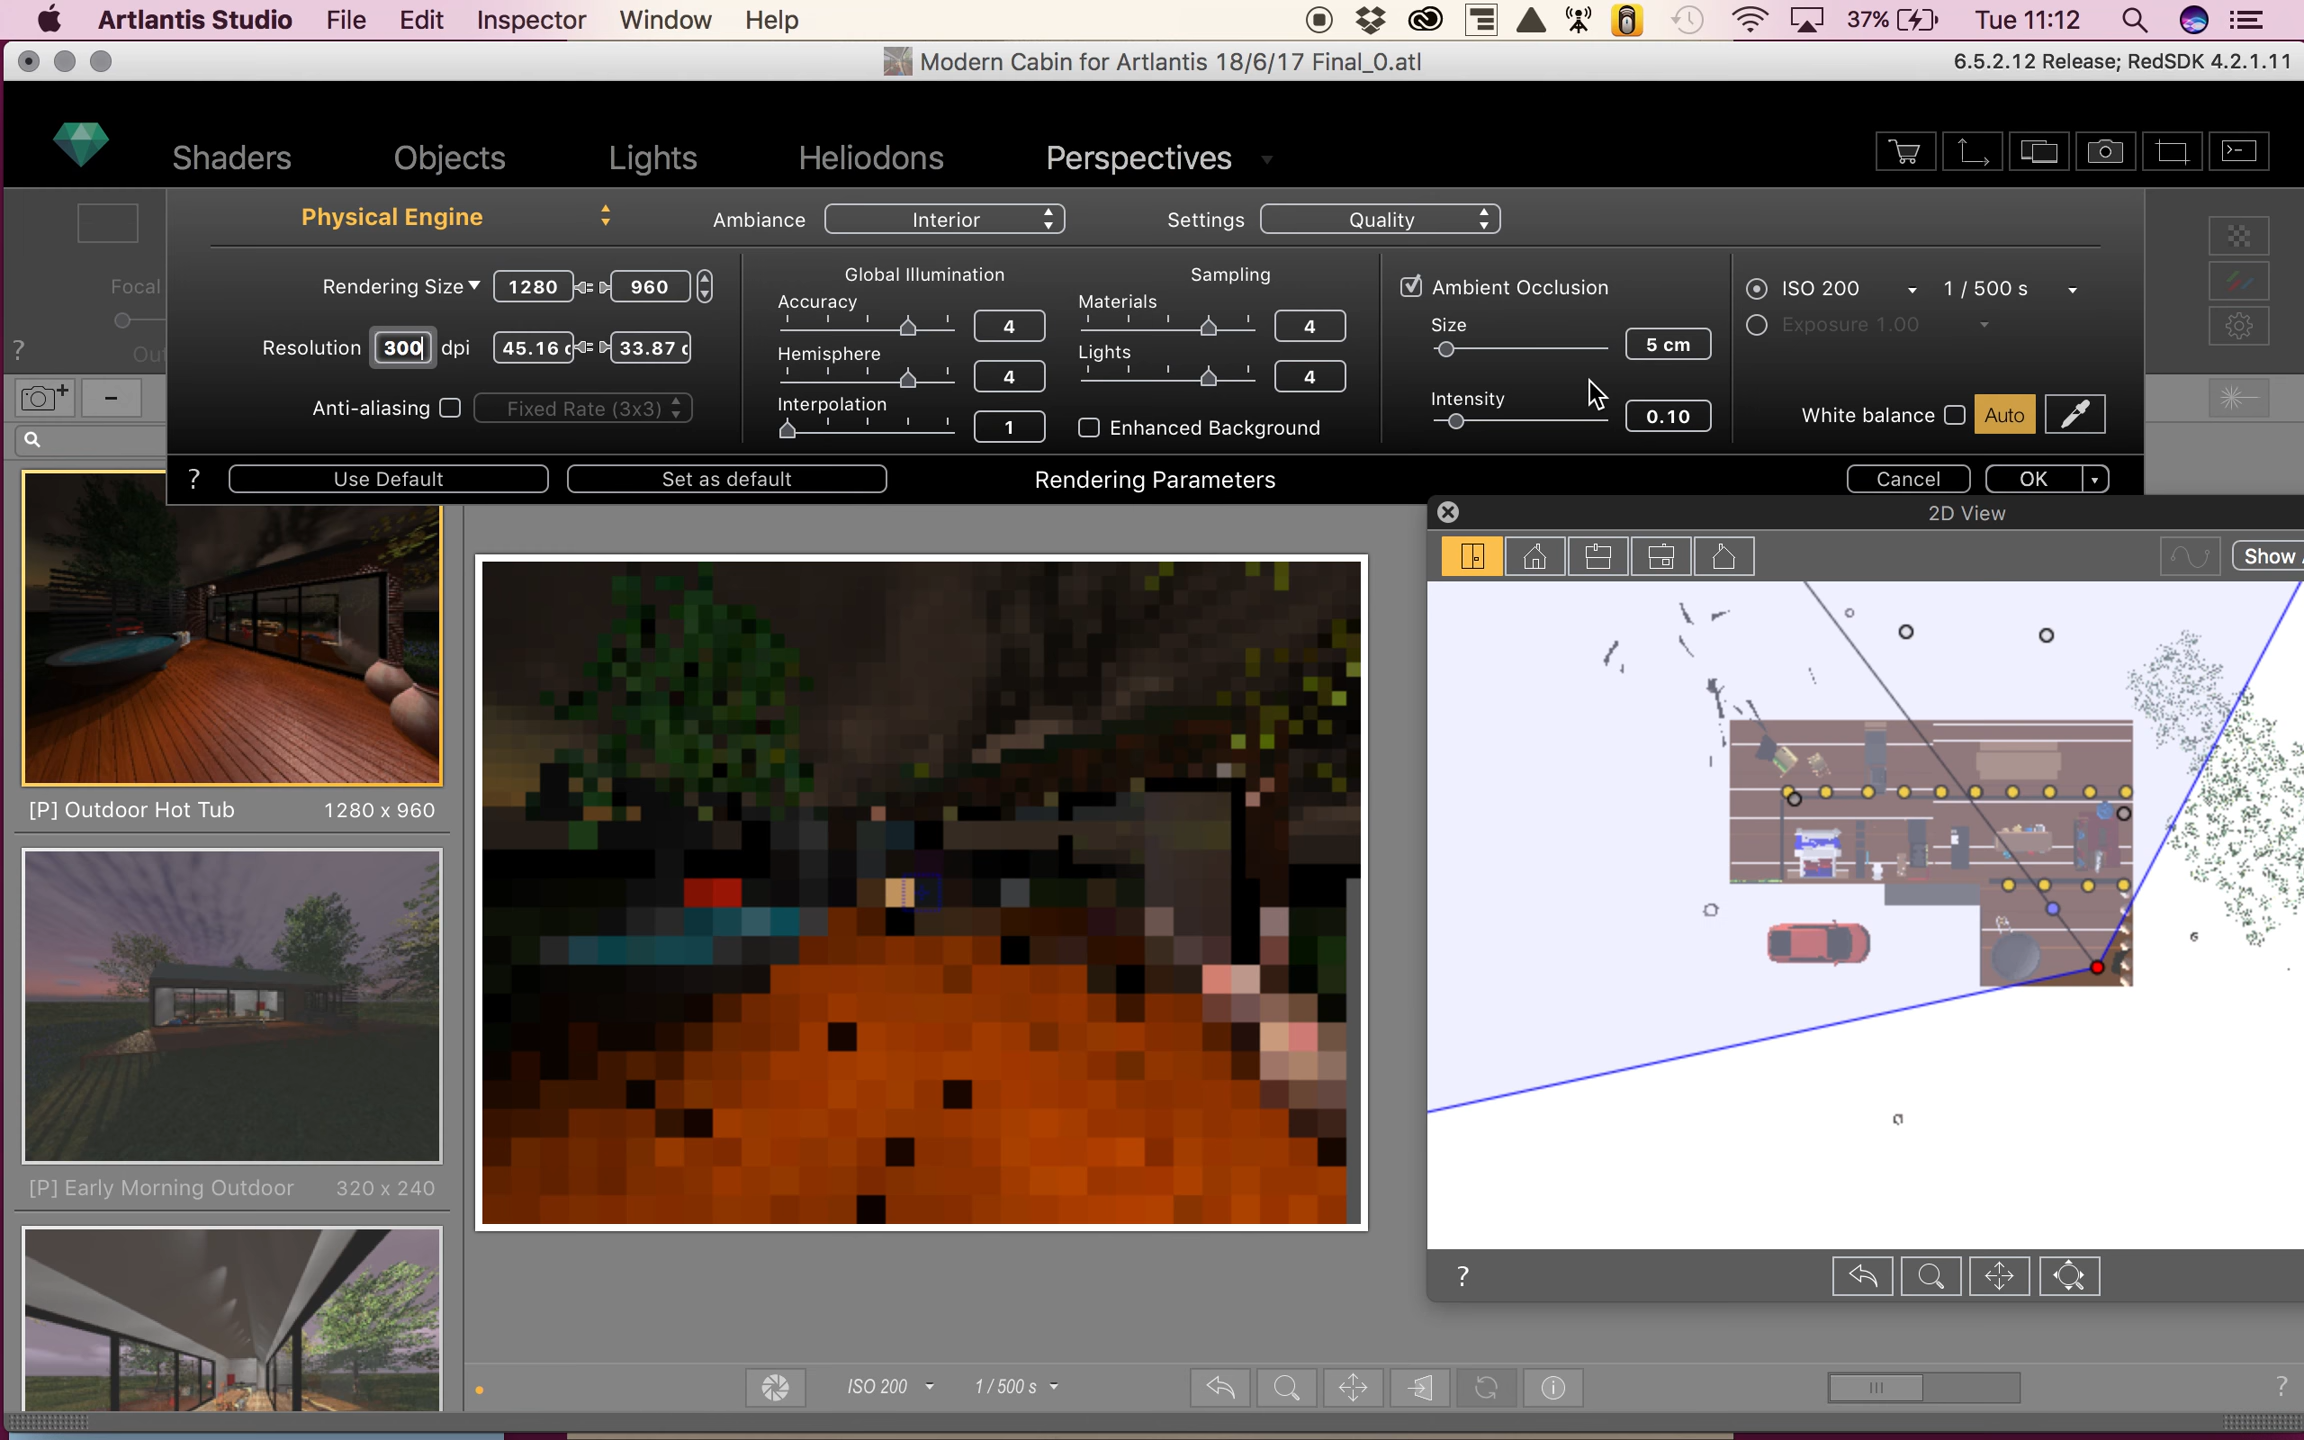 Artlantis Studio File Edit Inspector Window Help 37% Tue 11:12
Modern Cabin for Artlantis 18/6/17 Final_0.atl 6.5.2.12 Release; RedSDK 4.2.1.11
Shaders Objects Lights Heliodons Perspectives
Physical Engine Ambiance Interior Settings Quality
Focal
?
Rendering Size 1280 960
Resolution 300 dpi 45.16 33.87
Anti-aliasing Fixed Rate (3x3)
Global Illumination
Accuracy 4
Hemisphere 4
Interpolation 1
Sampling
Materials 4
Lights 4
Enhanced Background
Ambient Occlusion
Size 5 cm
Intensity 0.10
ISO 200 1 / 500 s
Exposure 1.00
White balance Auto
? Use Default Set as default Rendering Parameters Cancel OK
2D View
Show
[P] Outdoor Hot Tub 1280 x 960
[P] Early Morning Outdoor 320 x 240
?
ISO 200 1 / 500 s
?